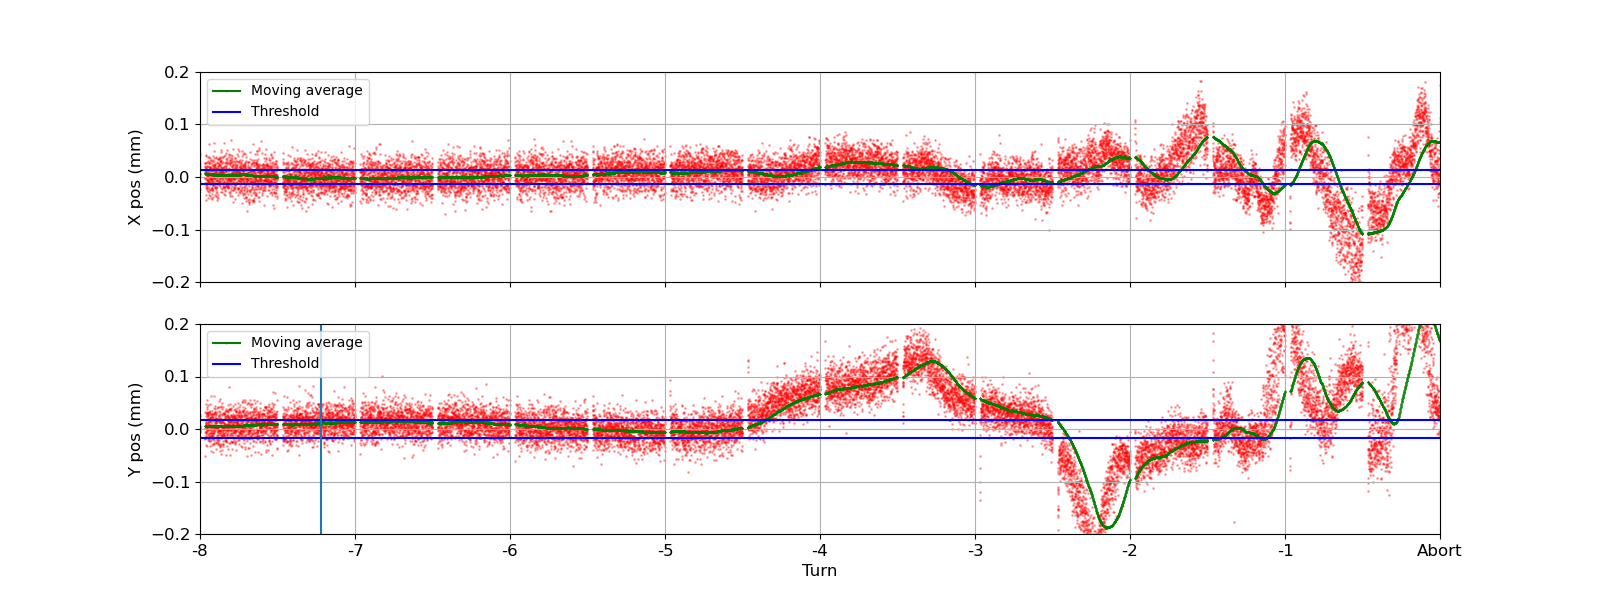 0.2
0.1
0.0
−0.1
−0.2
X pos (mm)
Moving average
Threshold
0.2
0.1
0.0
−0.1
−0.2
Y pos (mm)
Moving average
Threshold
-8 -7 -6 -5 -4 -3 -2 -1 Abort
Turn